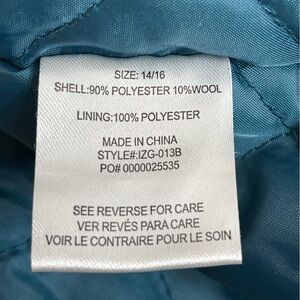 SIZE: 14/16
SHELL:90% POLYESTER 10%WOOL
LINING:100% POLYESTER
MADE IN CHINA
STYLE#:IZG-013B
PO# 0000025535
SEE REVERSE FOR CARE
VER REVÉS PARA CARE
VOIR LE CONTRAIRE POUR LE SOIN